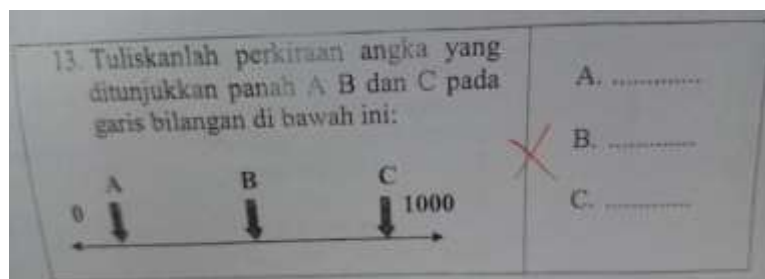 13. Tuliskanlah perkiraan angka yang
ditunjukkan panah A B dan C pada
garis bilangan di bawah ini:
A B C
0 1000
A. ..............
B. ..............
C. ..............